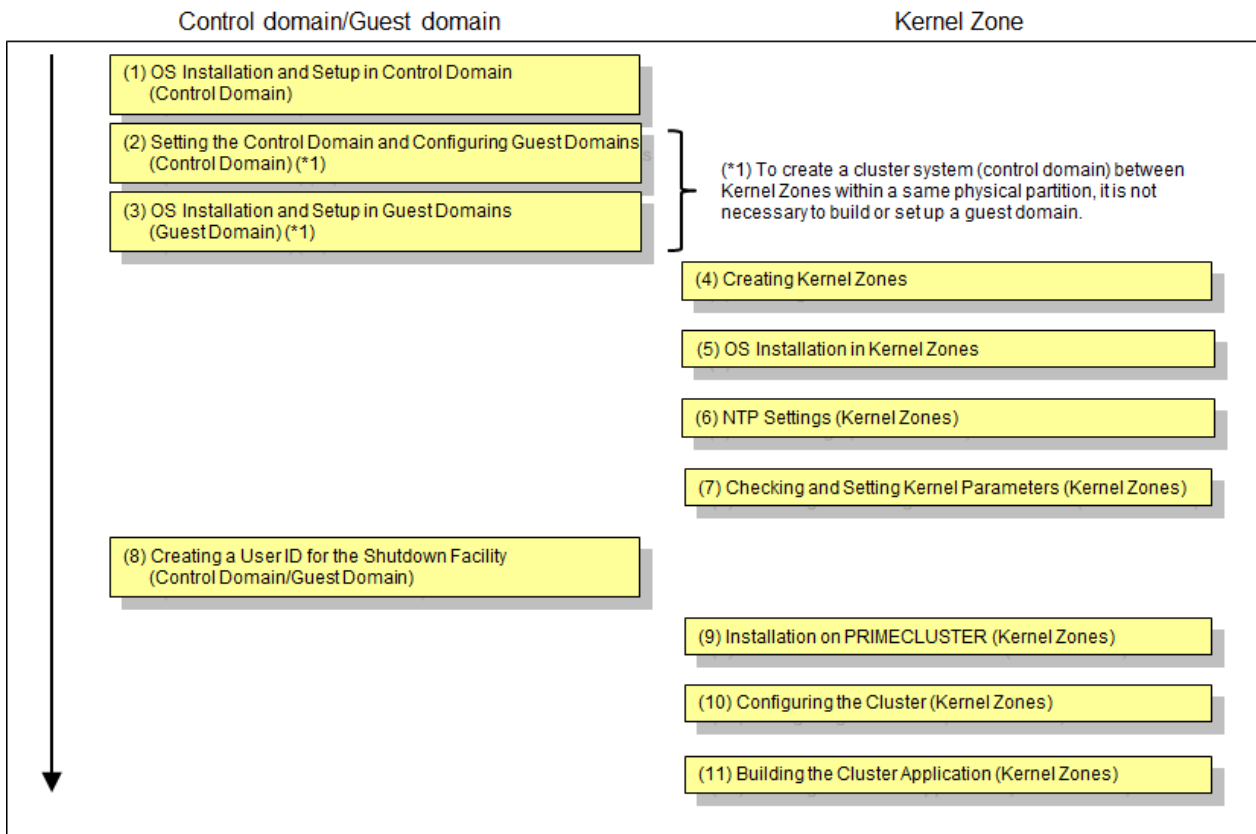 Control domain/Guest domain
Kernel Zone
(1) OS Installation and Setup in Control Domain
(Control Domain)
(2) Setting the Control Domain and Configuring Guest Domains
(Control Domain) (*1)
(3) OS Installation and Setup in Guest Domains
(Guest Domain) (*1)
(*1) To create a cluster system (control domain) between
Kernel Zones within a same physical partition, it is not
necessary to build or set up a guest domain.
(4) Creating Kernel Zones
(5) OS Installation in Kernel Zones
(6) NTP Settings (Kernel Zones)
(7) Checking and Setting Kernel Parameters (Kernel Zones)
(8) Creating a User ID for the Shutdown Facility
(Control Domain/Guest Domain)
(9) Installation on PRIMECLUSTER (Kernel Zones)
(10) Configuring the Cluster (Kernel Zones)
(11) Building the Cluster Application (Kernel Zones)